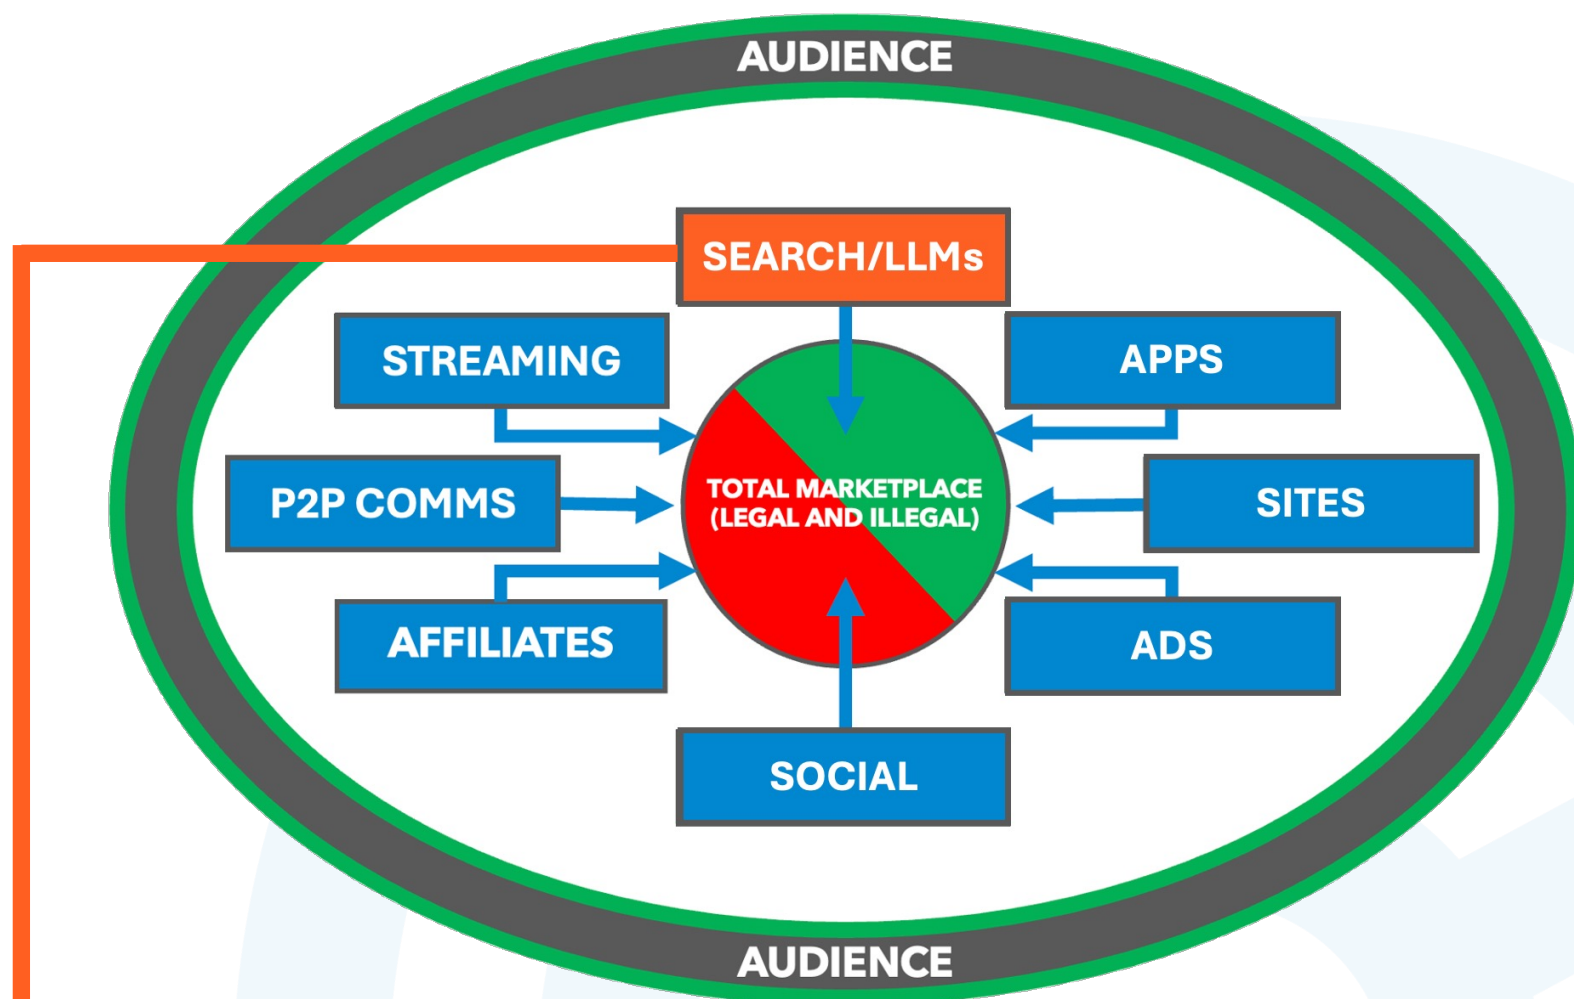 AUDIENCE
SEARCH/LLMs
STREAMING
APPS
P2P COMMS
TOTAL MARKETPLACE
(LEGAL AND ILLEGAL)
SITES
AFFILIATES
ADS
SOCIAL
AUDIENCE